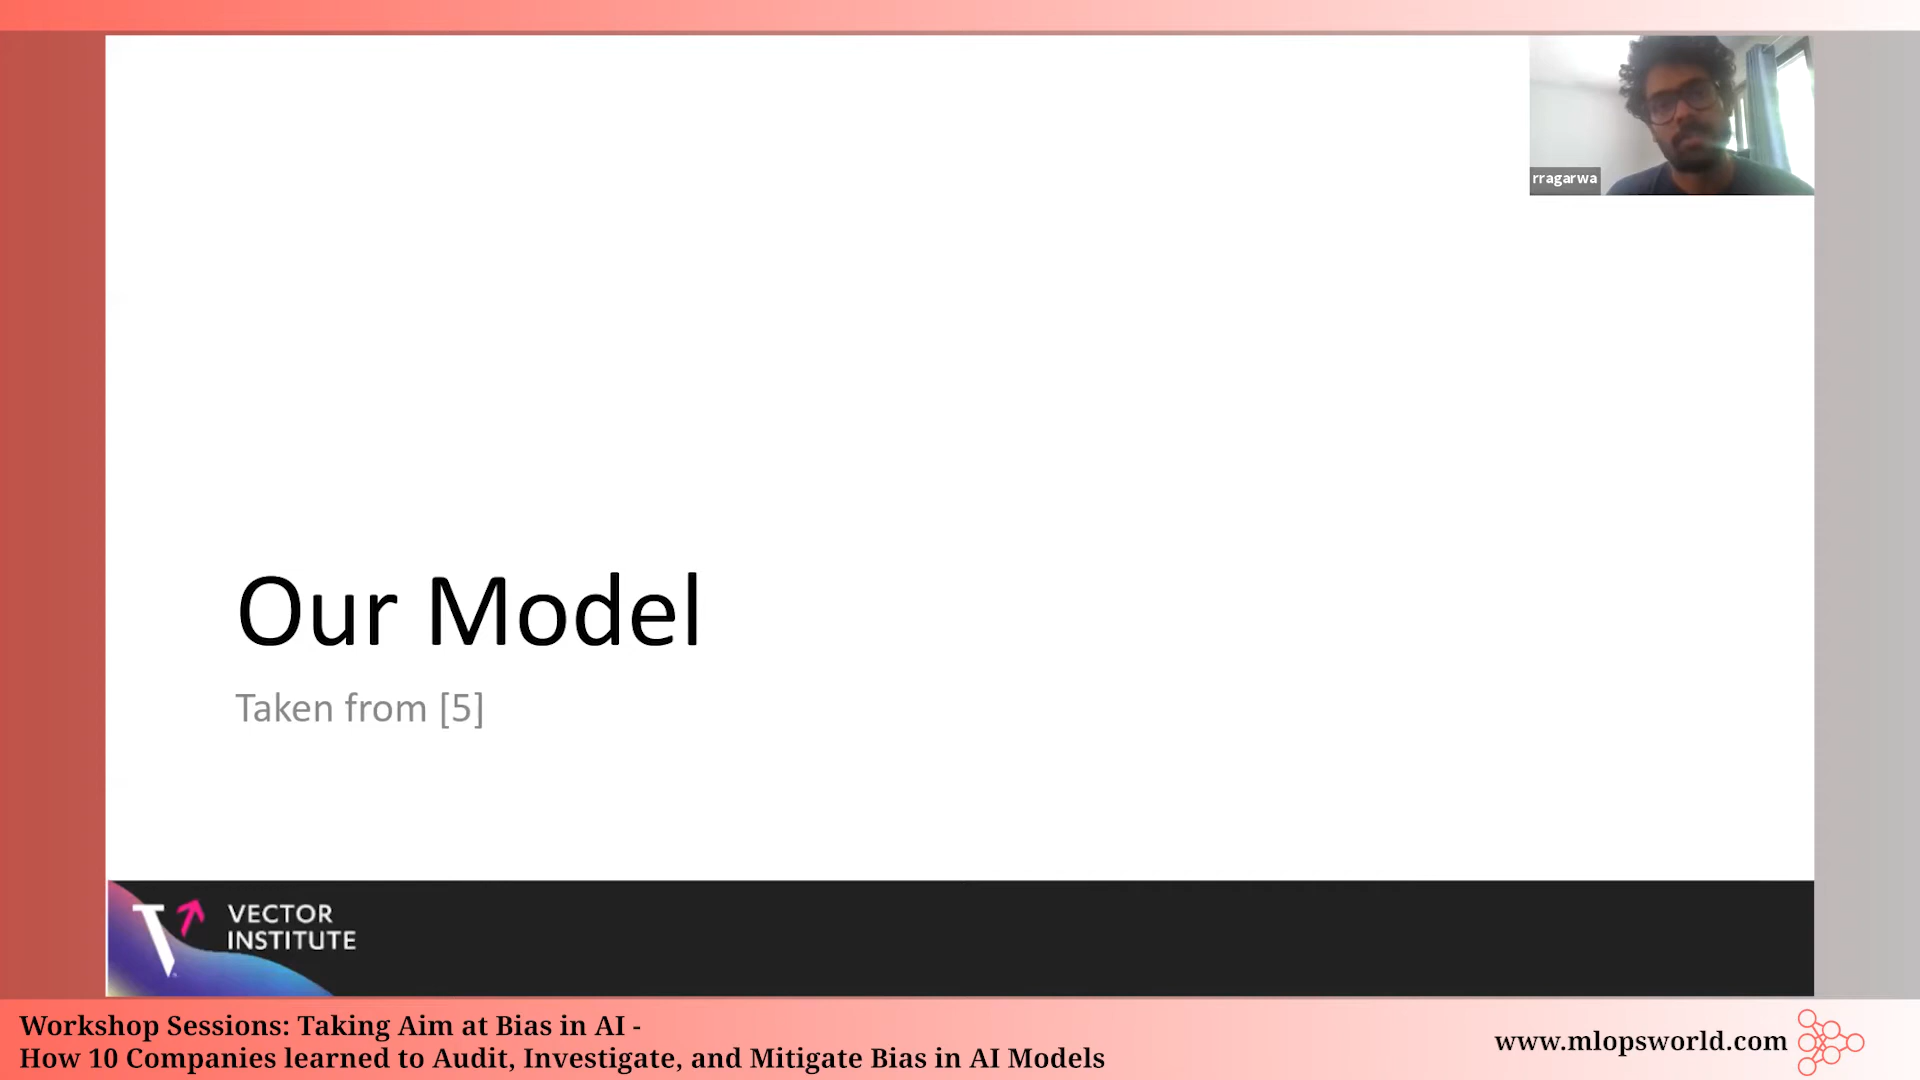 rragarwa
Our Model
Taken from [5]
VECTOR
INSTITUTE
Workshop Sessions: Taking Aim at Bias in AI -
How 10 Companies learned to Audit, Investigate, and Mitigate Bias in AI Models
www.mlopsworld.com